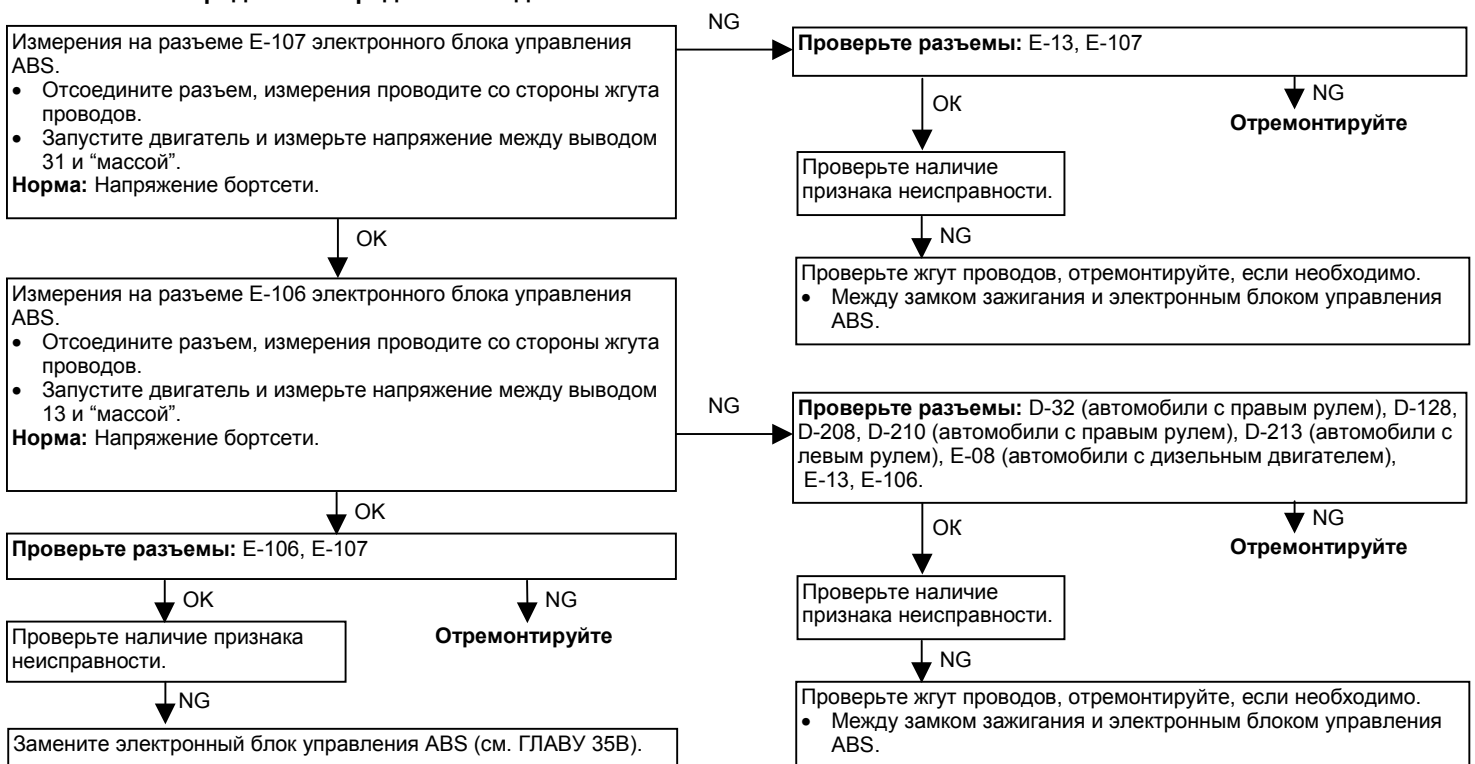 NG
Измерения на разъеме E-107 электронного блока управления
ABS.
• Отсоедините разъем, измерения проводите со стороны жгута
проводов.
• Запустите двигатель и измерьте напряжение между выводом
31 и “массой”.
Норма: Напряжение бортсети.
Проверьте разъемы: E-13, E-107
OK
NG
Отремонтируйте
Проверьте наличие
признака неисправности.
NG
Проверьте жгут проводов, отремонтируйте, если необходимо.
• Между замком зажигания и электронным блоком управления
ABS.
OK
Измерения на разъеме E-106 электронного блока управления
ABS.
• Отсоедините разъем, измерения проводите со стороны жгута
проводов.
• Запустите двигатель и измерьте напряжение между выводом
13 и “массой”.
Норма: Напряжение бортсети.
NG
Проверьте разъемы: D-32 (автомобили с правым рулем), D-128,
D-208, D-210 (автомобили с правым рулем), D-213 (автомобили с
левым рулем), E-08 (автомобили с дизельным двигателем),
E-13, E-106.
OK
NG
Отремонтируйте
Проверьте наличие
признака неисправности.
NG
Проверьте жгут проводов, отремонтируйте, если необходимо.
• Между замком зажигания и электронным блоком управления
ABS.
OK
Проверьте разъемы: E-106, E-107
OK
NG
Отремонтируйте
Проверьте наличие признака
неисправности.
NG
Замените электронный блок управления ABS (см. ГЛАВУ 35B).